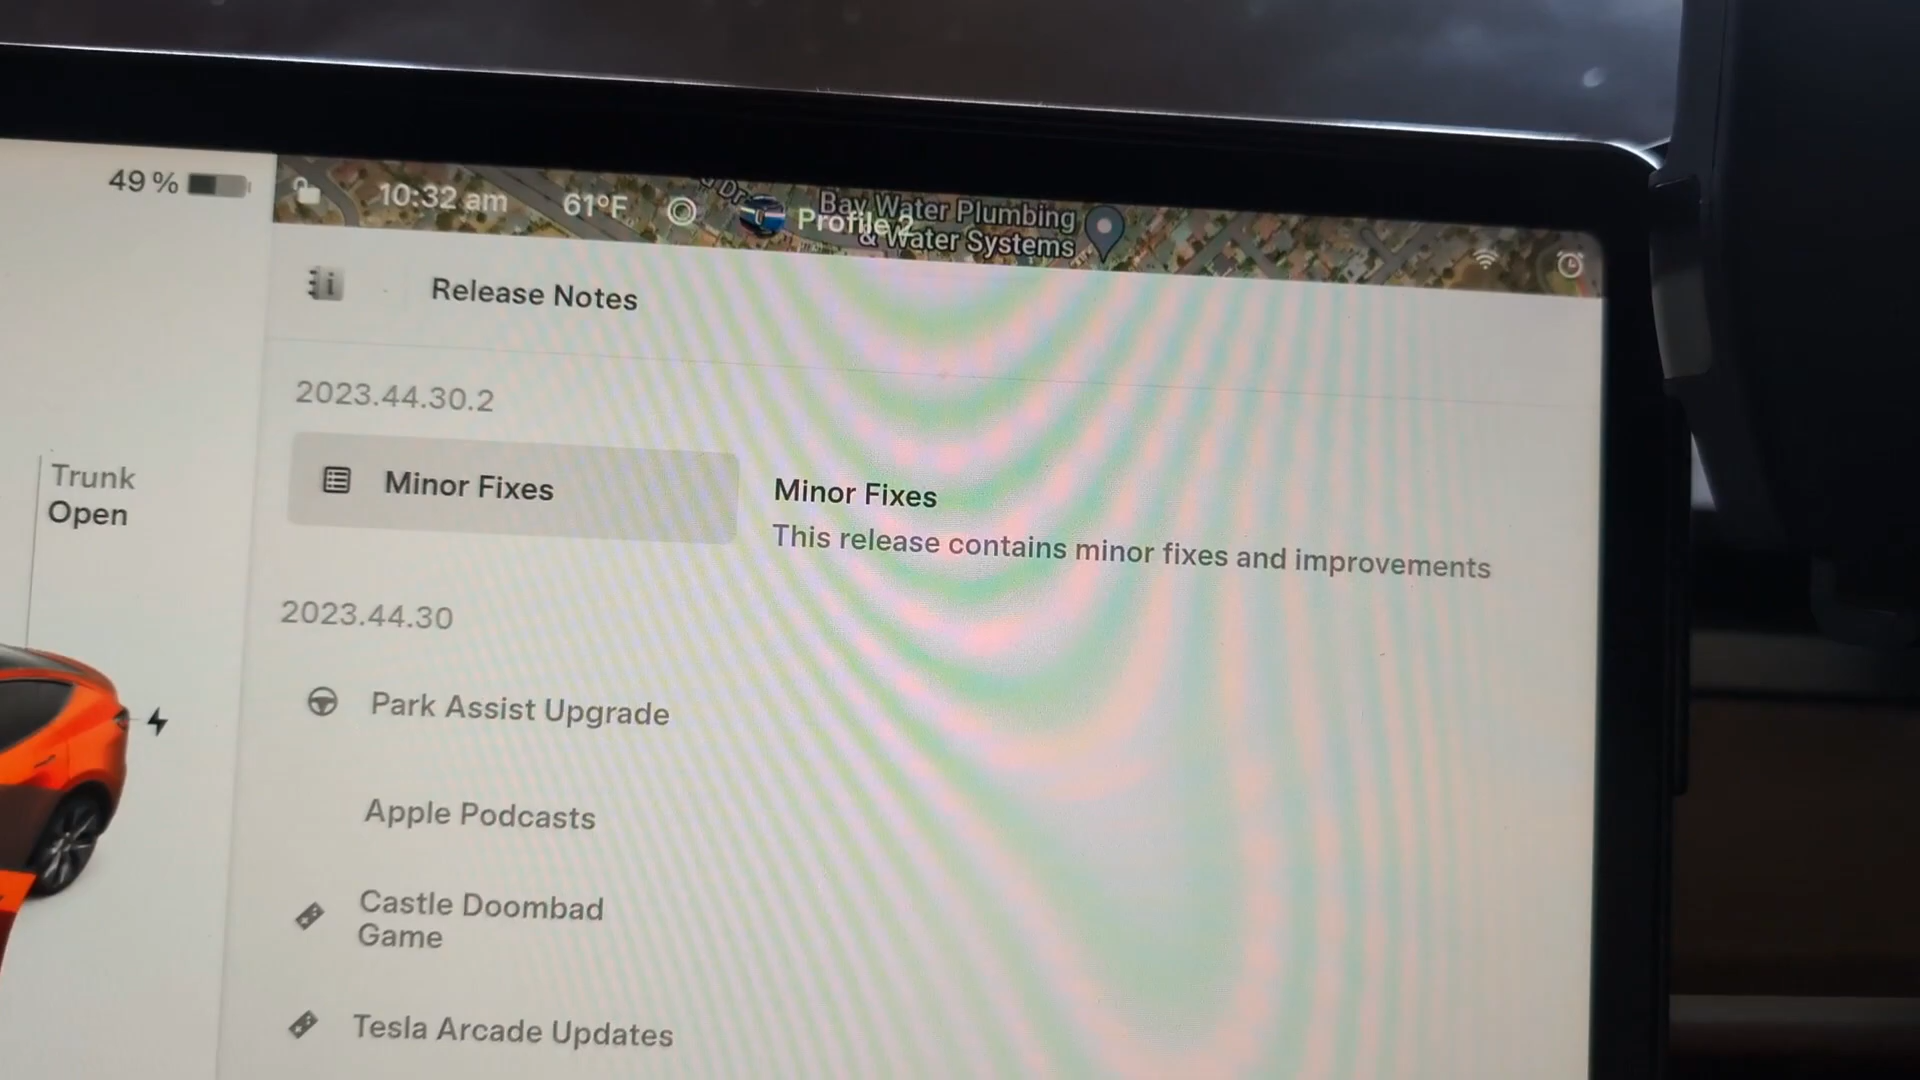 49 %
10:32 am
61°F
Profile 2
Dr
Bay Water Plumbing
& Water Systems
Release Notes
2023.44.30.2
Minor Fixes
Minor Fixes
This release contains minor fixes and improvements
Trunk
Open
2023.44.30
Park Assist Upgrade
Apple Podcasts
Castle Doombad
Game
Tesla Arcade Updates